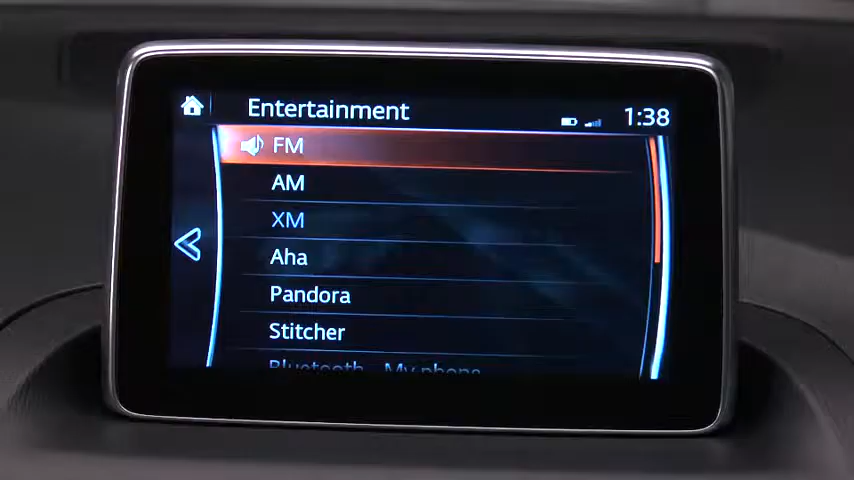 Entertainment
1:38
FM
AM
XM
Aha
Pandora
Stitcher
Bluetooth - My phone